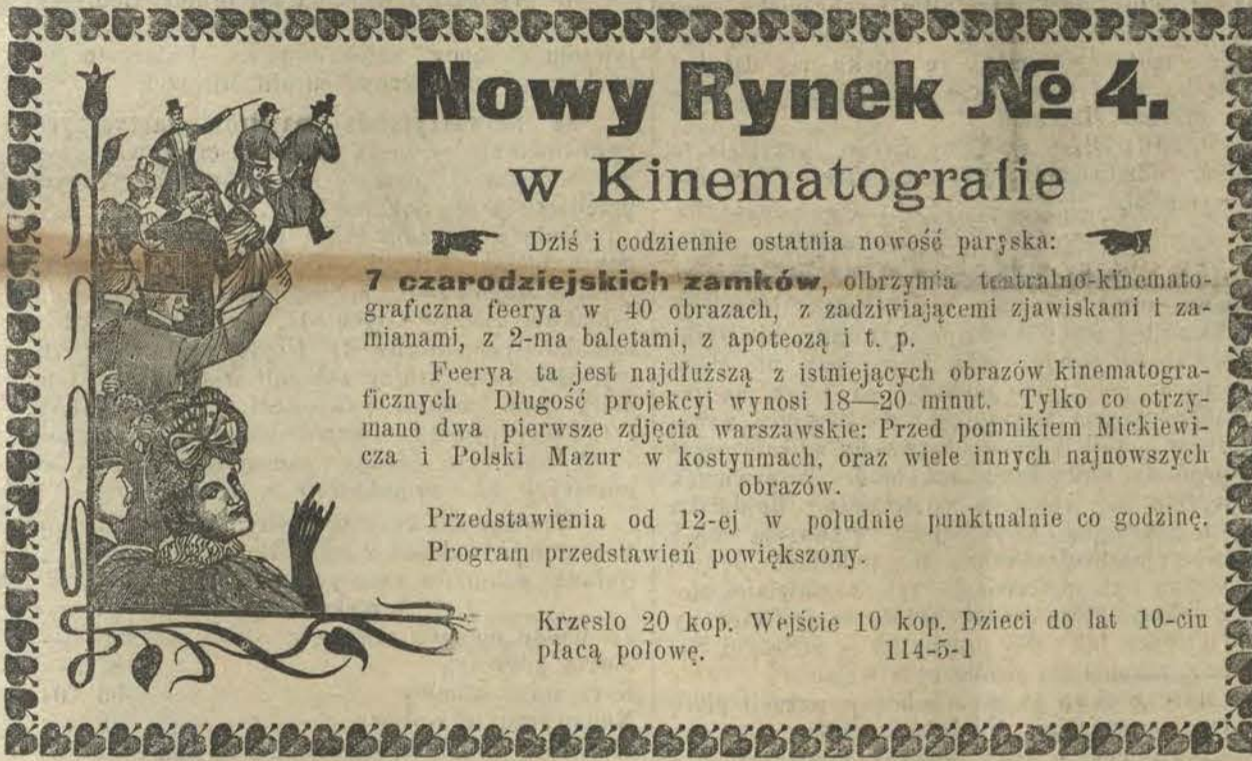 Nowy Rynek № 4.
w Kinematografie
Dziś i codziennie ostatnia nowość paryska:
7 czarodziejskich zamków, olbrzymia teatralno-kinemato-
graficzna feerya w 40 obrazach, z zadziwiającemi zjawiskami i za-
mianami, z 2-ma baletami, z apoteozą i t. p.
Feerya ta jest najdłuższą z istniejących obrazów kinematogra-
ficznych Długość projekcyi wynosi 18—20 minut. Tylko co otrzy-
mano dwa pierwsze zdjęcia warszawskie: Przed pomnikiem Mickiewi-
cza i Polski Mazur w kostyumach, oraz wiele innych najnowszych
obrazów.
Przedstawienia od 12-ej w południe punktualnie co godzinę.
Program przedstawień powiększony.
Krzesło 20 kop. Wejście 10 kop. Dzieci do lat 10-ciu
płacą połowę. 114-5-1